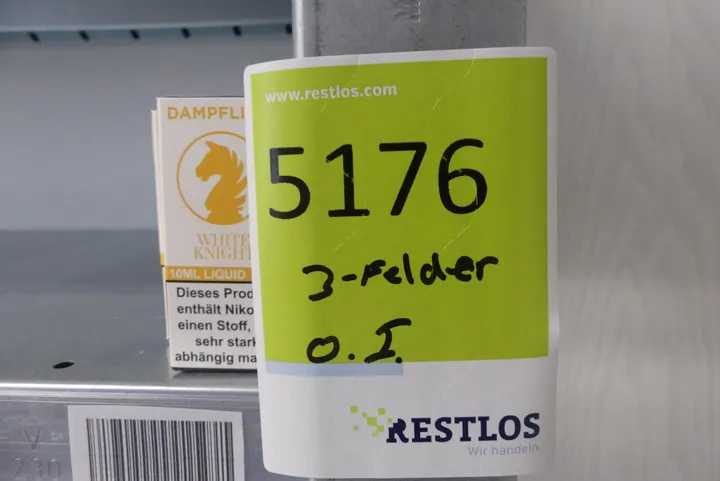 www.restlos.com
5176
3-Felder
O.I.
RESTLOS
Wir handeln
DAMPFLI
WHITE
KNIGHT
10ML LIQUID
Dieses Prod
enthält Niko
einen Stoff,
sehr stark
abhängig ma
V
230